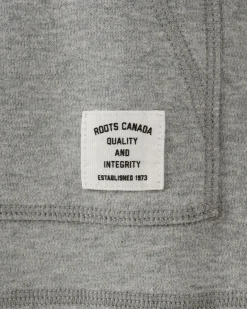 ROOTS CANADA
QUALITY
AND
INTEGRITY
ESTABLISHED 1973